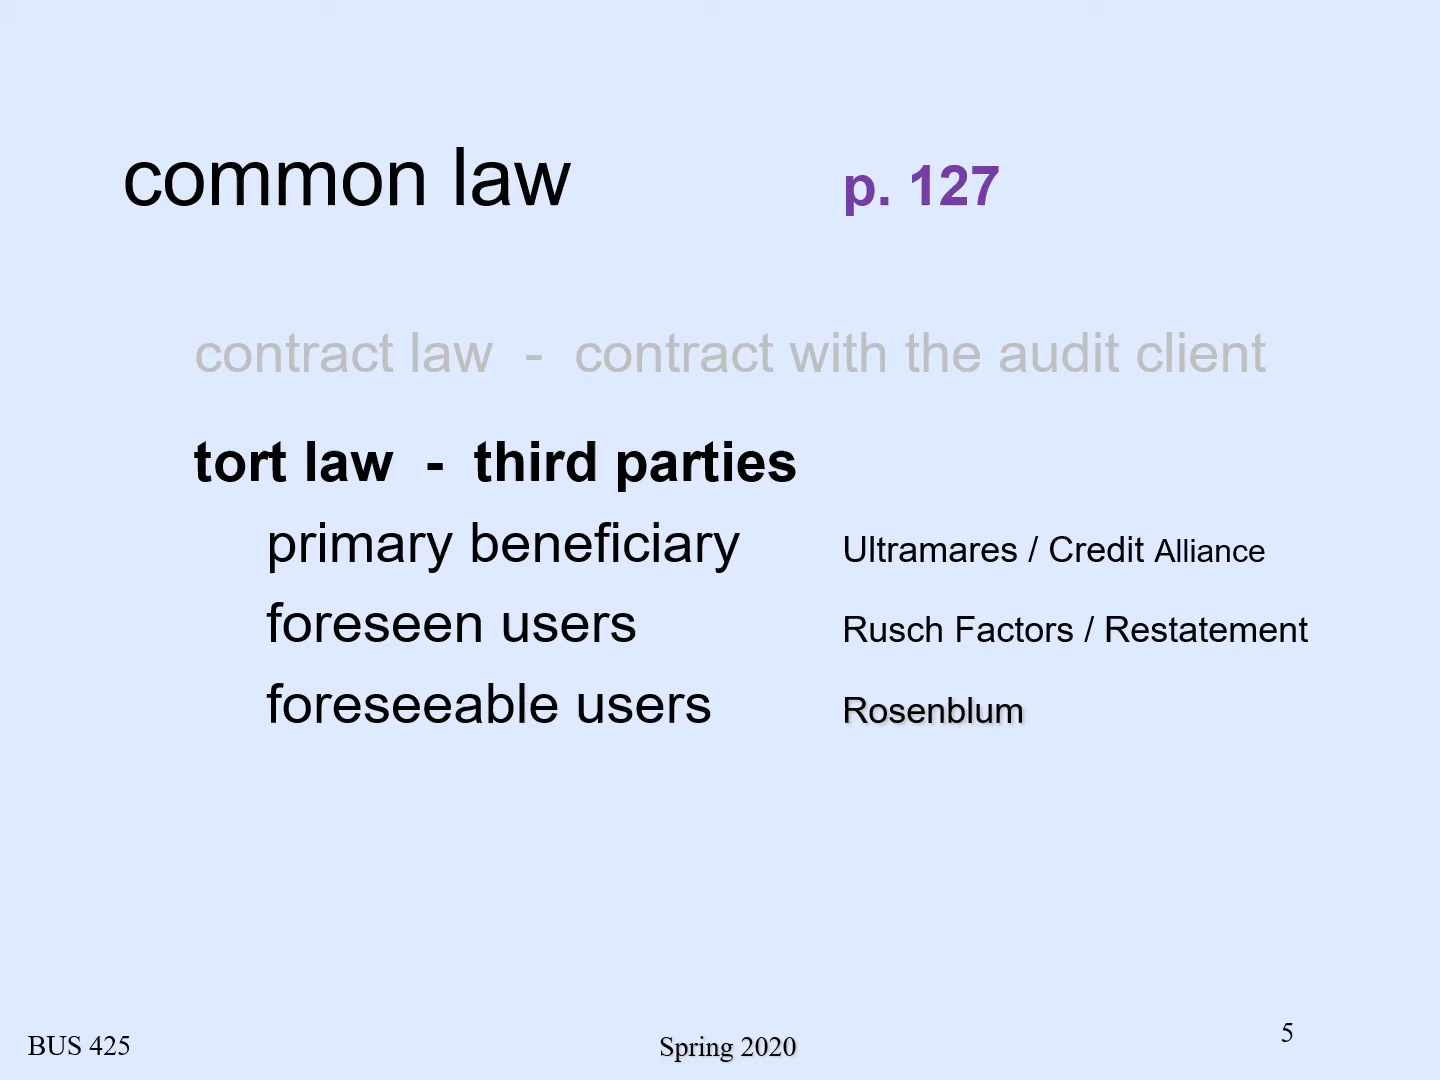 common law p. 127
contract law - contract with the audit client
tort law - third parties
primary beneficiary Ultramares / Credit Alliance
foreseen users Rusch Factors / Restatement
foreseeable users Rosenblum
BUS 425 Spring 2020 5